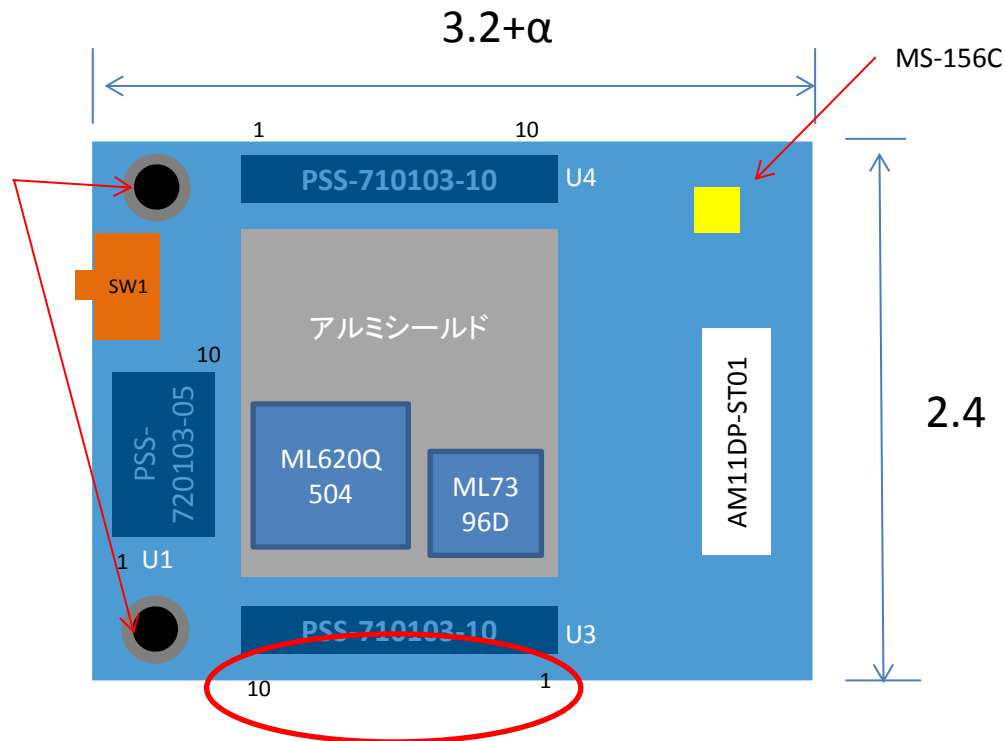 3.2+α
MS-156C
1
10
PSS-710103-10
U4
SW1
アルミシールド
10
PSS-
720103-05
2.4
ML620Q
504
ML73
96D
AM11DP-ST01
1
U1
PSS-710103-10
U3
10
1